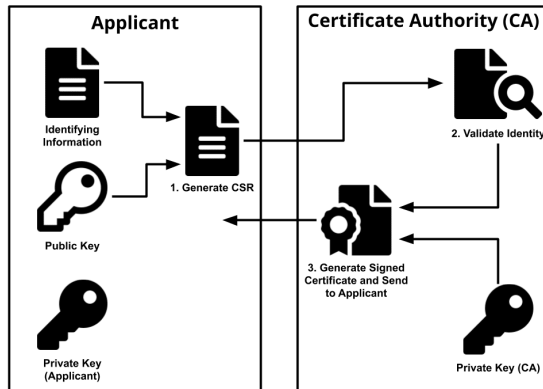 Applicant
Certificate Authority (CA)
Identifying
Information
1. Generate CSR
2. Validate Identity
Public Key
3. Generate Signed
Certificate and Send
to Applicant
Private Key
(Applicant)
Private Key (CA)